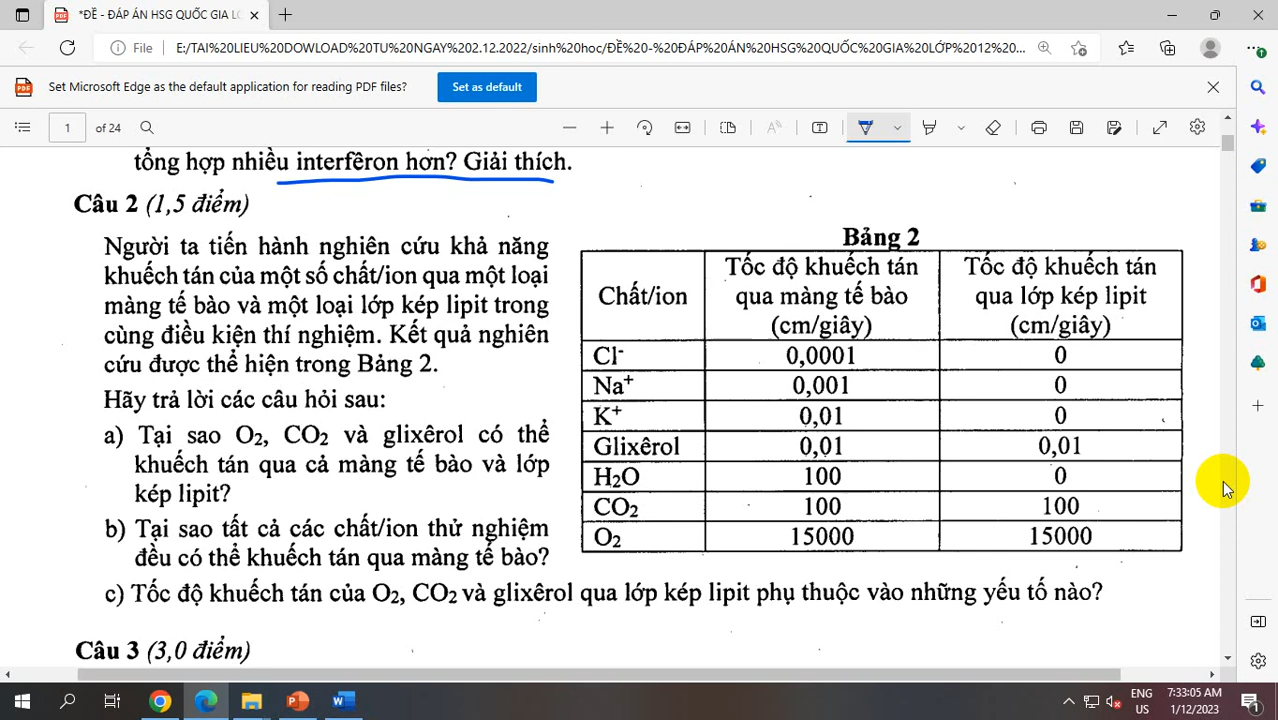 *ĐỀ - ĐÁP ÁN HSG QUỐC GIA LO
File
E:/TAI%20LIEU%20DOWLOAD%20TU%20NGAY%202.12.2022/sinh%20hoc/ĐỀ%20-%20ĐÁP%20ÁN%20HSG%20QUỐC%20GIA%20LỚP%2012%20...
Set Microsoft Edge as the default application for reading PDF files?
Set as default
1 of 24
tổng hợp nhiều interfêron hơn? Giải thích.
Câu 2 (1,5 điểm)
Người ta tiến hành nghiên cứu khả năng
khuếch tán của một số chất/ion qua một loại
màng tế bào và một loại lớp kép lipit trong
cùng điều kiện thí nghiệm. Kết quả nghiên
cứu được thể hiện trong Bảng 2.
Hãy trả lời các câu hỏi sau:
a) Tại sao O2, CO2 và glixêrol có thể
khuếch tán qua cả màng tế bào và lớp
kép lipit?
b) Tại sao tất cả các chất/ion thử nghiệm
đều có thể khuếch tán qua màng tế bào?
Bảng 2
Chất/ion
Tốc độ khuếch tán
qua màng tế bào
(cm/giây)
Tốc độ khuếch tán
qua lớp kép lipit
(cm/giây)
Cl- 0,0001 0
Na+ 0,001 0
K+ 0,01 0
Glixêrol 0,01 0,01
H2O 100 0
CO2 100 100
O2 15000 15000
c) Tốc độ khuếch tán của O2, CO2 và glixêrol qua lớp kép lipit phụ thuộc vào những yếu tố nào?
Câu 3 (3,0 điểm)
ENG
US
7:33:05 AM
1/12/2023